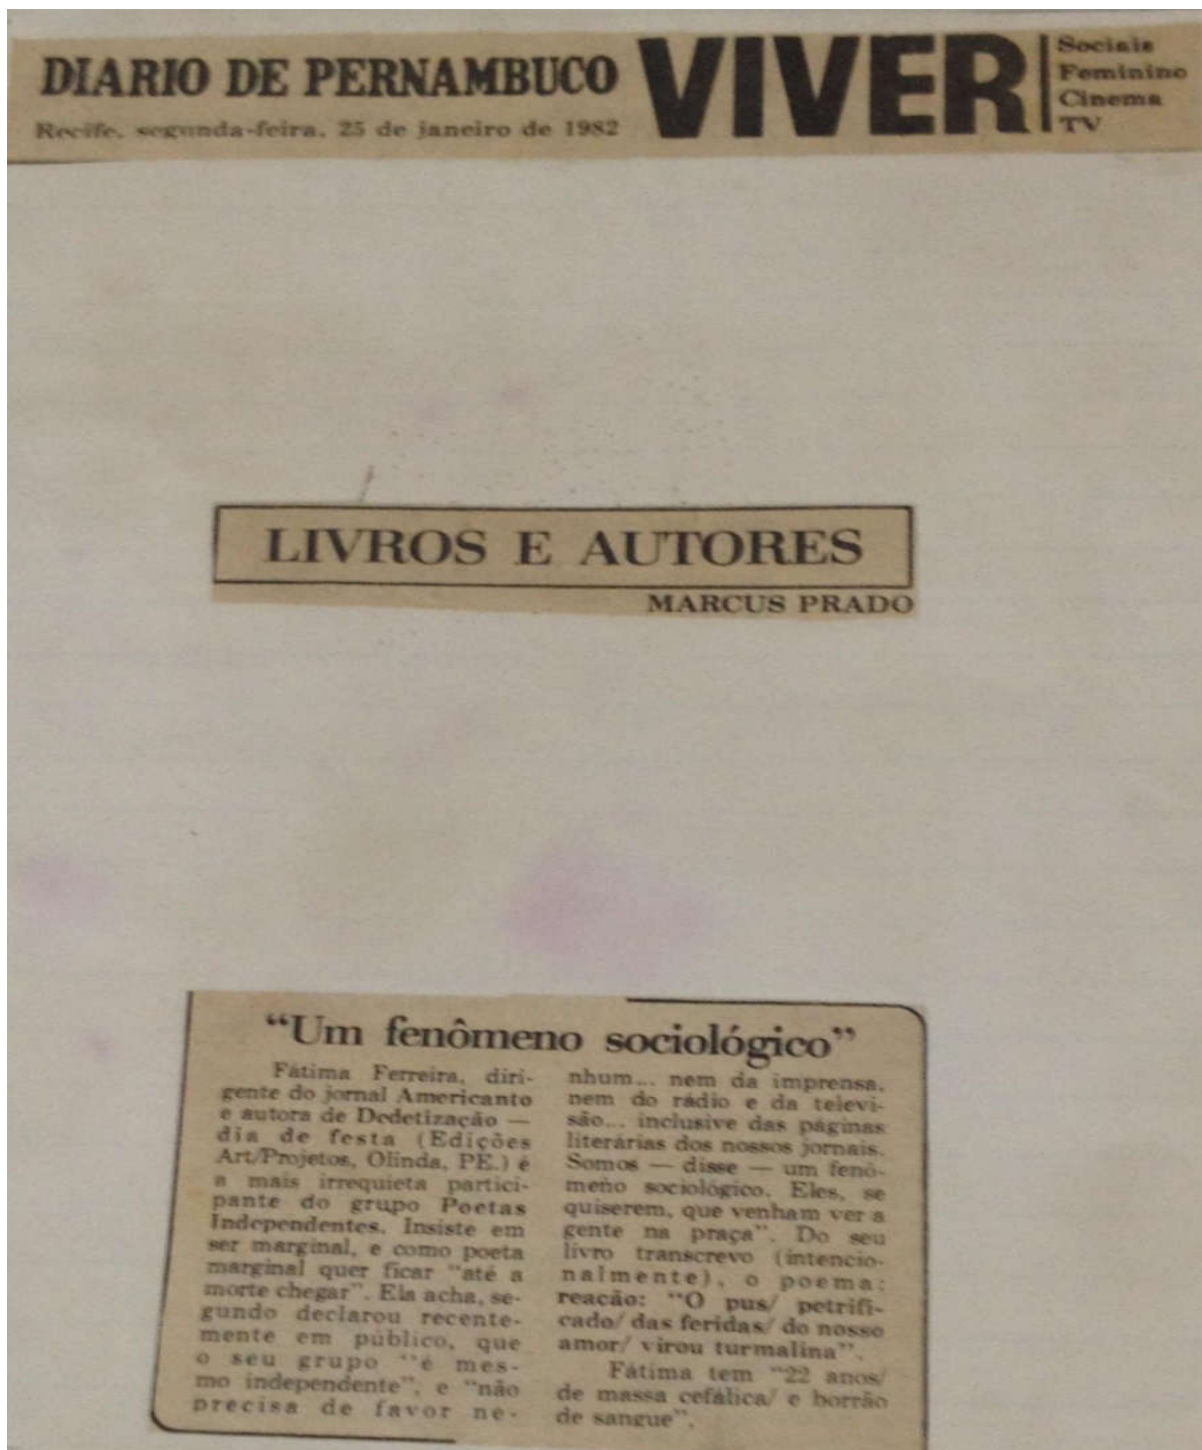 DIARIO DE PERNAMBUCO
Recife, segunda-feira, 25 de janeiro de 1982
VIVER
Sociais
Feminino
Cinema
TV
LIVROS E AUTORES
MARCUS PRADO
“Um fenômeno sociológico”
Fátima Ferreira, diri-
gente do jornal Americanto
e autora de Dedetização —
dia de festa (Edições
Art/Projetos, Olinda, PE.) é
a mais irrequieta partici-
pante do grupo Poetas
Independentes. Insiste em
ser marginal, e como poeta
marginal quer ficar “até a
morte chegar”. Ela acha, se-
gundo declarou recente-
mente em público, que
o seu grupo “é mes-
mo independente”, e “não
precisa de favor ne-
nhum... nem da imprensa,
nem do rádio e da televi-
são... inclusive das páginas
literárias dos nossos jornais.
Somos — disse — um fenô-
meno sociológico. Eles, se
quiserem, que venham ver a
gente na praça”. Do seu
livro transcrevo (intencio-
nalmente), o poema:
reação: “O pus/ petrifi-
cado/ das feridas/ do nosso
amor/ virou turmalina”.
Fátima tem “22 anos/
de massa cefálica/ e borrão
de sangue”.